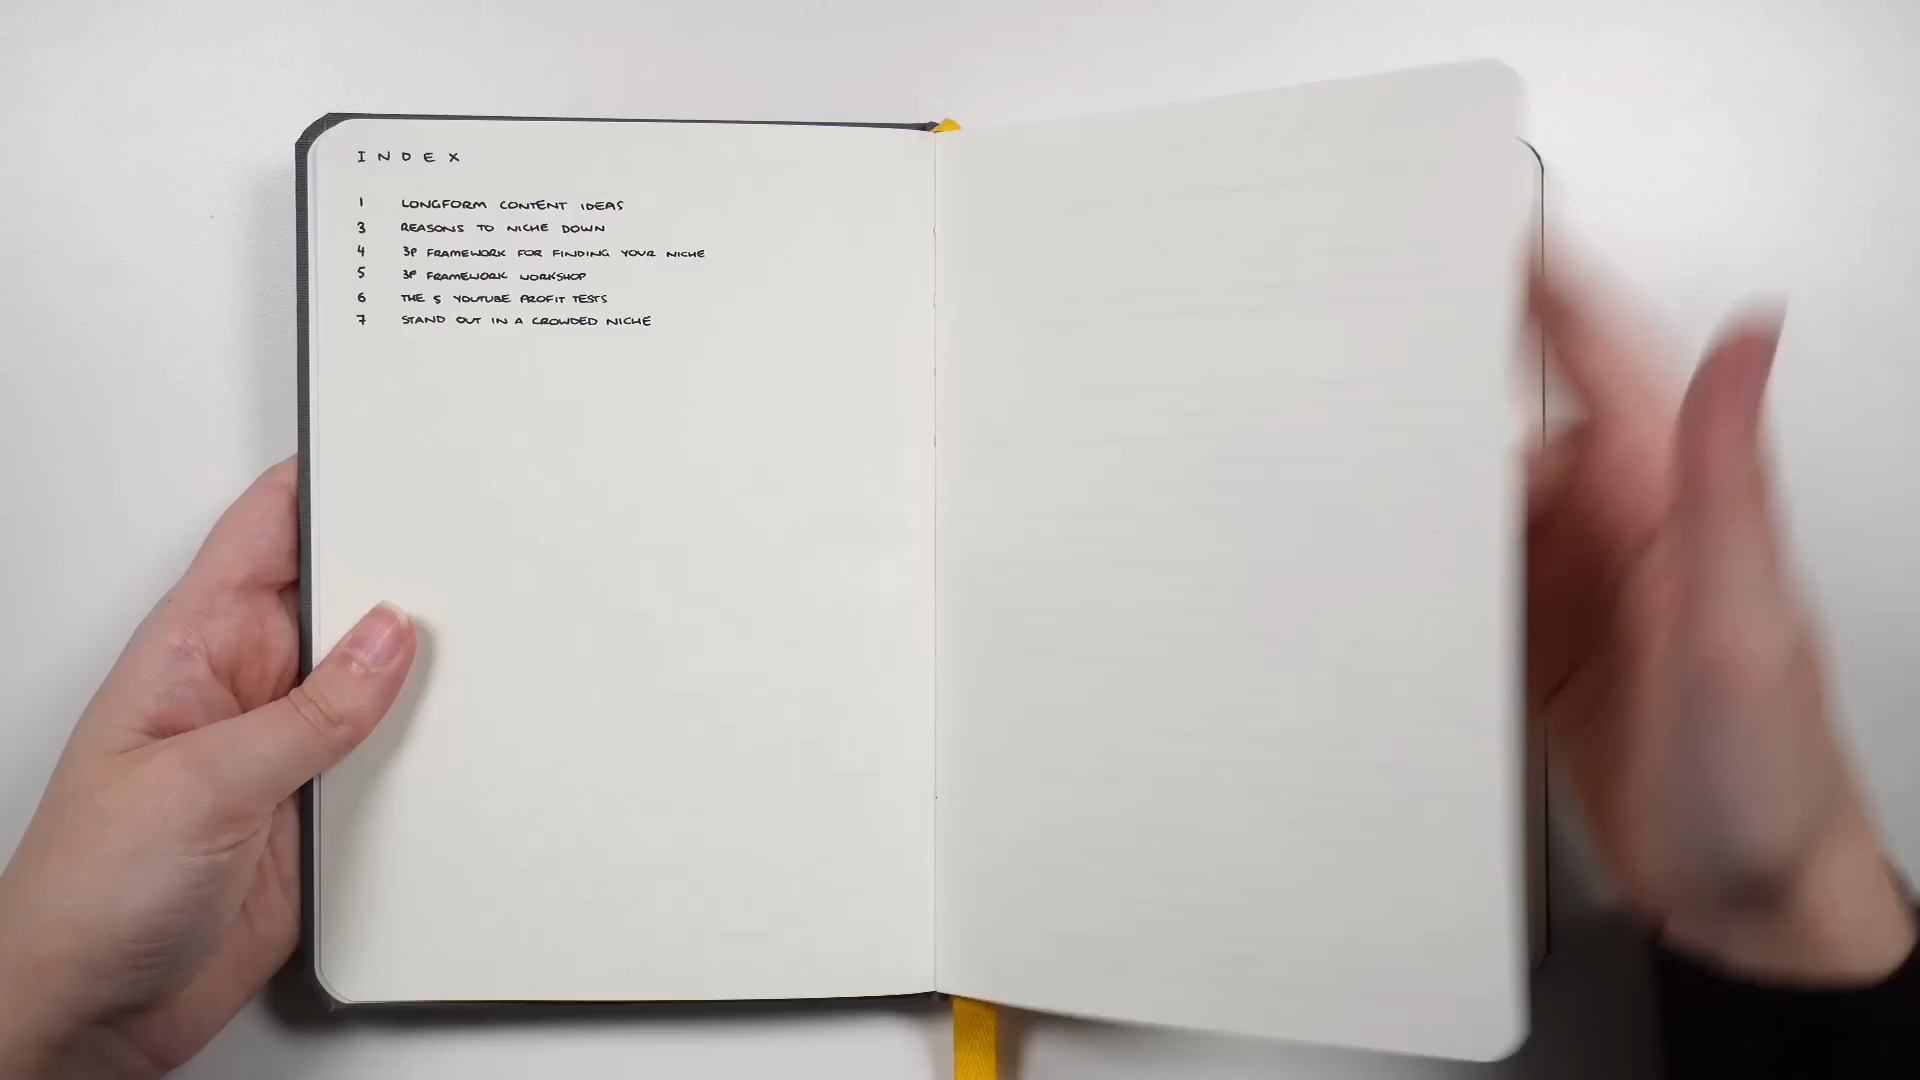 INDEX
1 LONGFORM CONTENT IDEAS
3 REASONS TO NICHE DOWN
4 3P FRAMEWORK FOR FINDING YOUR NICHE
5 3P FRAMEWORK WORKSHOP
6 THE 5 YOUTUBE PROFIT TESTS
7 STAND OUT IN A CROWDED NICHE